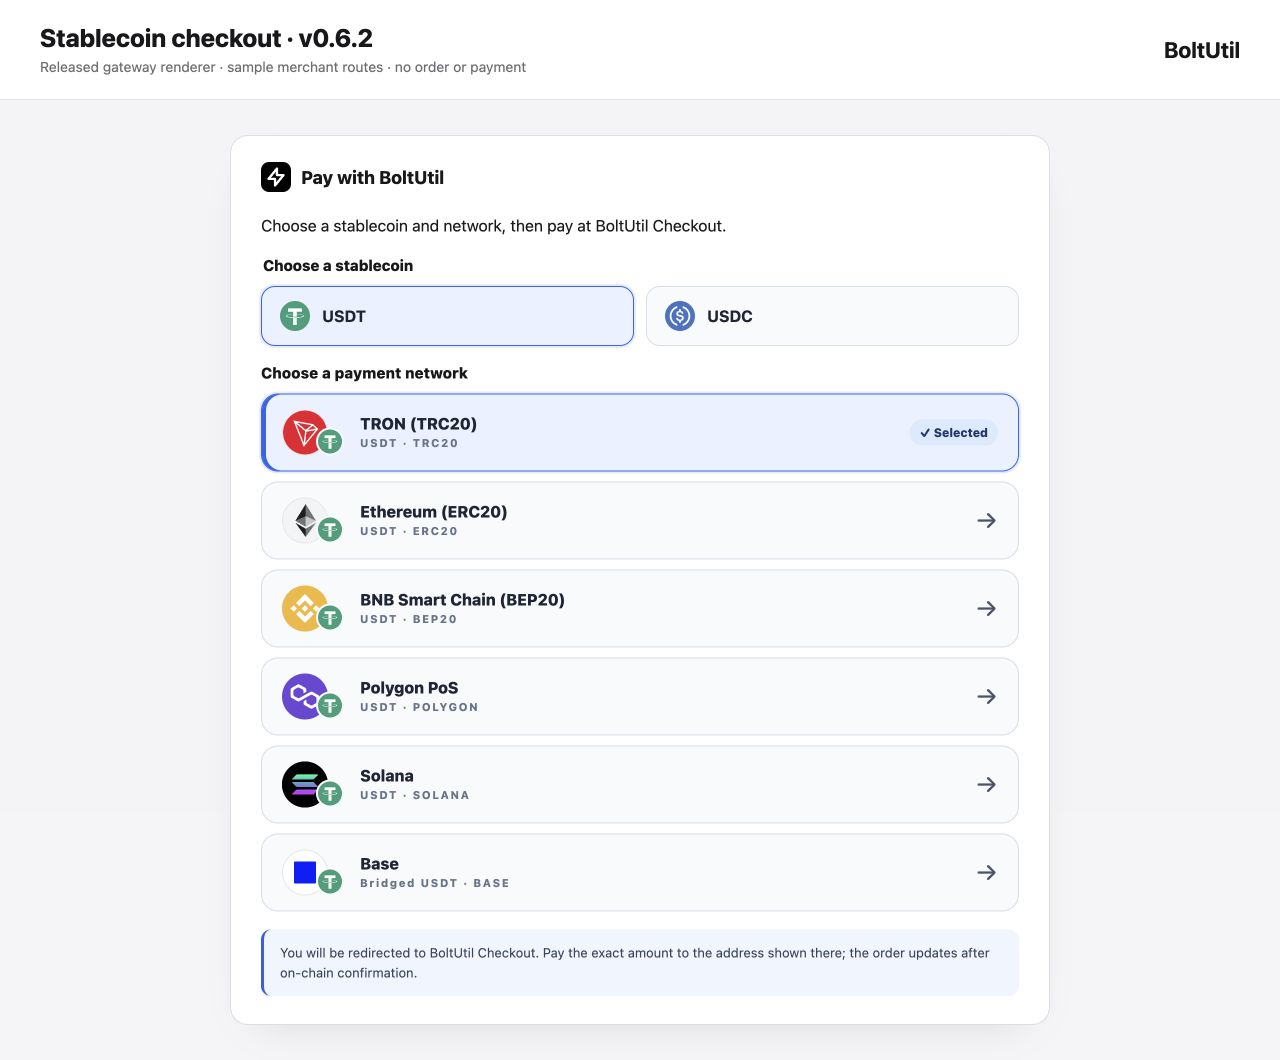 Stablecoin checkout · v0.6.2
Released gateway renderer · sample merchant routes · no order or payment
BoltUtil
Pay with BoltUtil
Choose a stablecoin and network, then pay at BoltUtil Checkout.
Choose a stablecoin
USDT
USDC
Choose a payment network
TRON (TRC20)
USDT · TRC20
✓ Selected
Ethereum (ERC20)
USDT · ERC20
BNB Smart Chain (BEP20)
USDT · BEP20
Polygon PoS
USDT · POLYGON
Solana
USDT · SOLANA
Base
Bridged USDT · BASE
You will be redirected to BoltUtil Checkout. Pay the exact amount to the address shown there; the order updates after
on-chain confirmation.